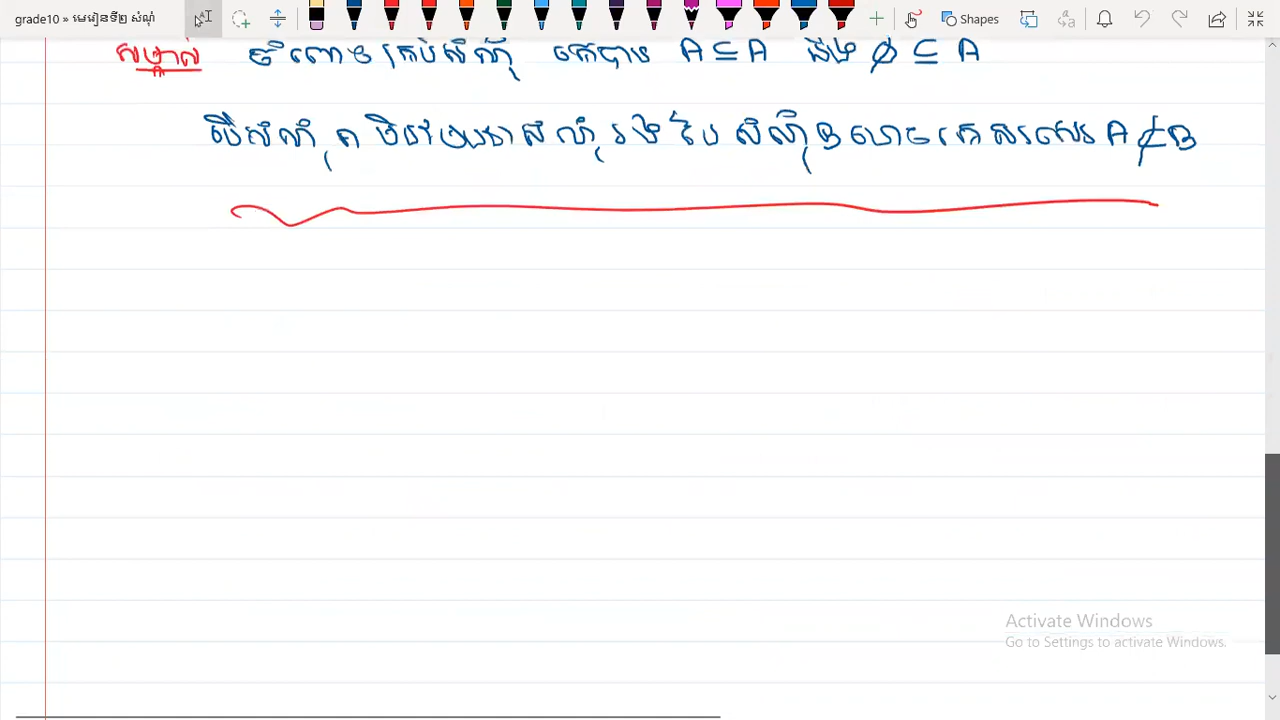 grade10 » មេរៀនទី២ សំណុំ
Shapes
សម្គាល់ ចំពោះគ្រប់សំណុំ គេបាន A ⊆ A និង ∅ ⊆ A
បើសំណុំ A មិនមែនជាសំណុំរងនៃសំណុំ B នោះគេសរសេរ A ⊄ B
Activate Windows
Go to Settings to activate Windows.